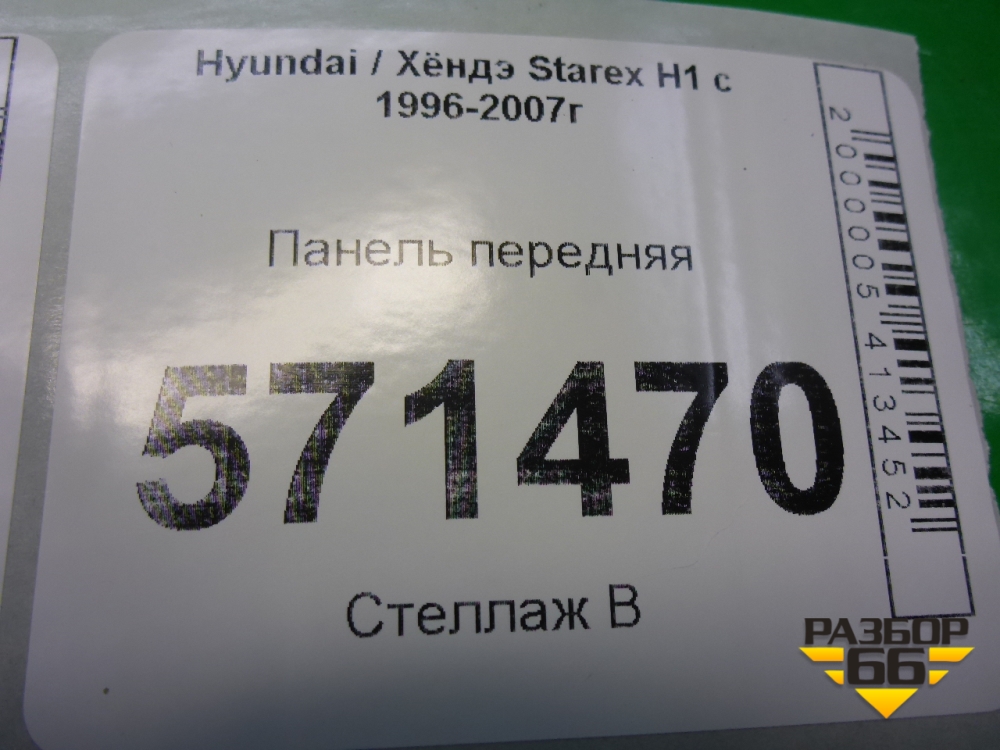 Hyundai / Хёндэ Starex H1 с
1996-2007г
Панель передняя
571470
Стеллаж В
2000005413452
РАЗБОР
66